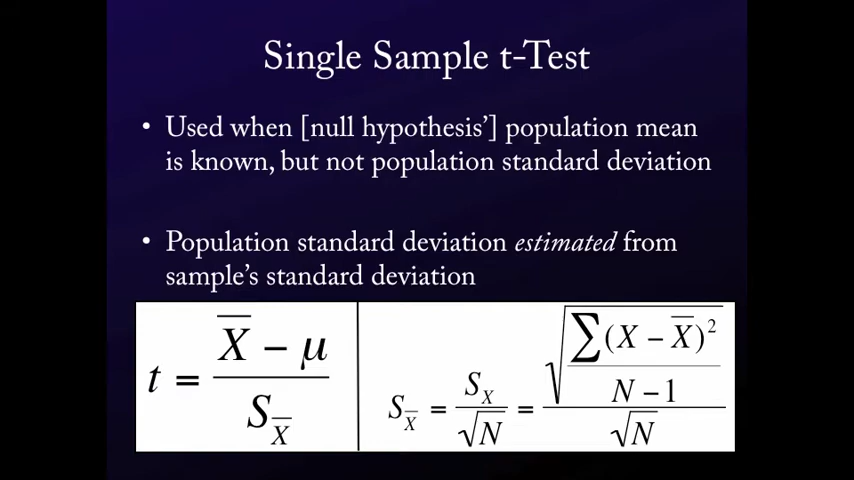 Single Sample t-Test
• Used when [null hypothesis’] population mean
is known, but not population standard deviation
• Population standard deviation estimated from
sample’s standard deviation
t = (X̅ − μ) / S_X̅
S_X̅ = S_X / √N = √(∑(X − X̅)² / (N − 1)) / √N